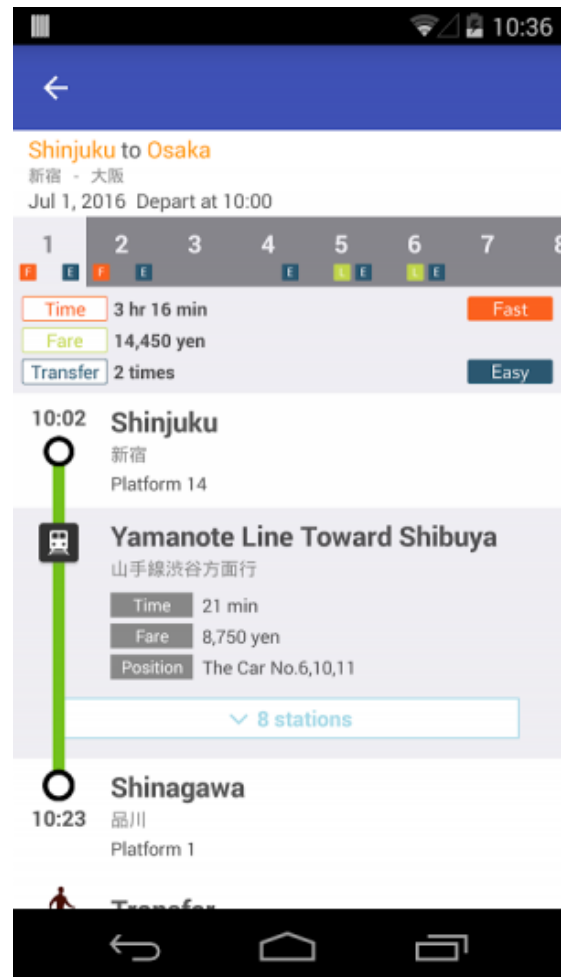 10:36
Shinjuku to Osaka
新宿 - 大阪
Jul 1, 2016 Depart at 10:00
1 2 3 4 5 6 7 8
F E F E E L E L E
Time 3 hr 16 min Fast
Fare 14,450 yen
Transfer 2 times Easy
10:02 Shinjuku
新宿
Platform 14
Yamanote Line Toward Shibuya
山手線渋谷方面行
Time 21 min
Fare 8,750 yen
Position The Car No.6,10,11
8 stations
Shinagawa
10:23 品川
Platform 1
Transfer